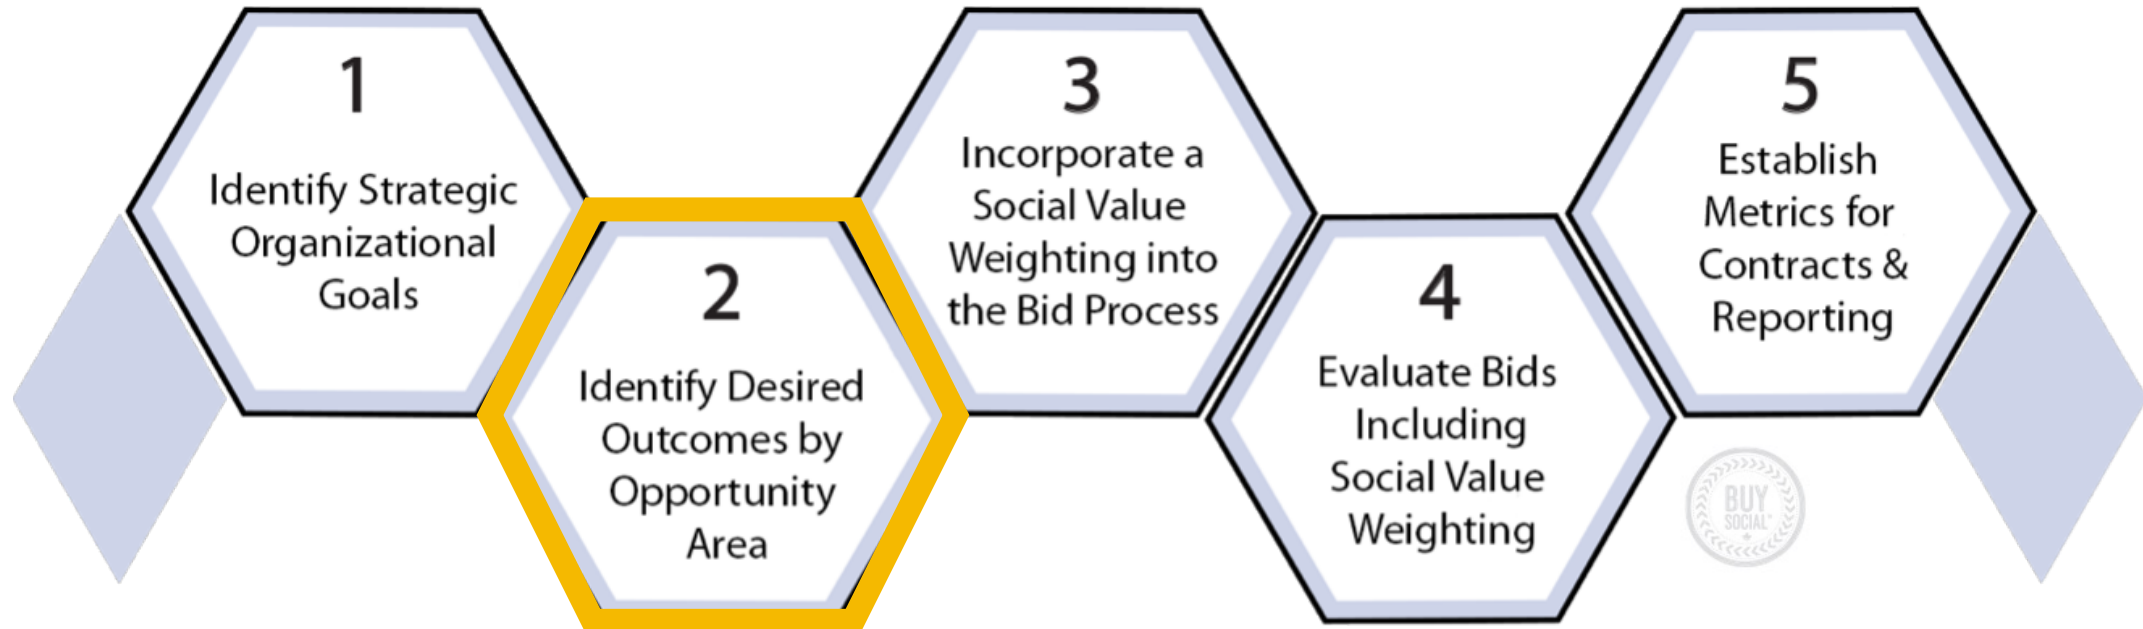 1
Identify Strategic
Organizational
Goals
2
Identify Desired
Outcomes by
Opportunity
Area
3
Incorporate a
Social Value
Weighting into
the Bid Process
4
Evaluate Bids
Including
Social Value
Weighting
5
Establish
Metrics for
Contracts &
Reporting
BUY
SOCIAL